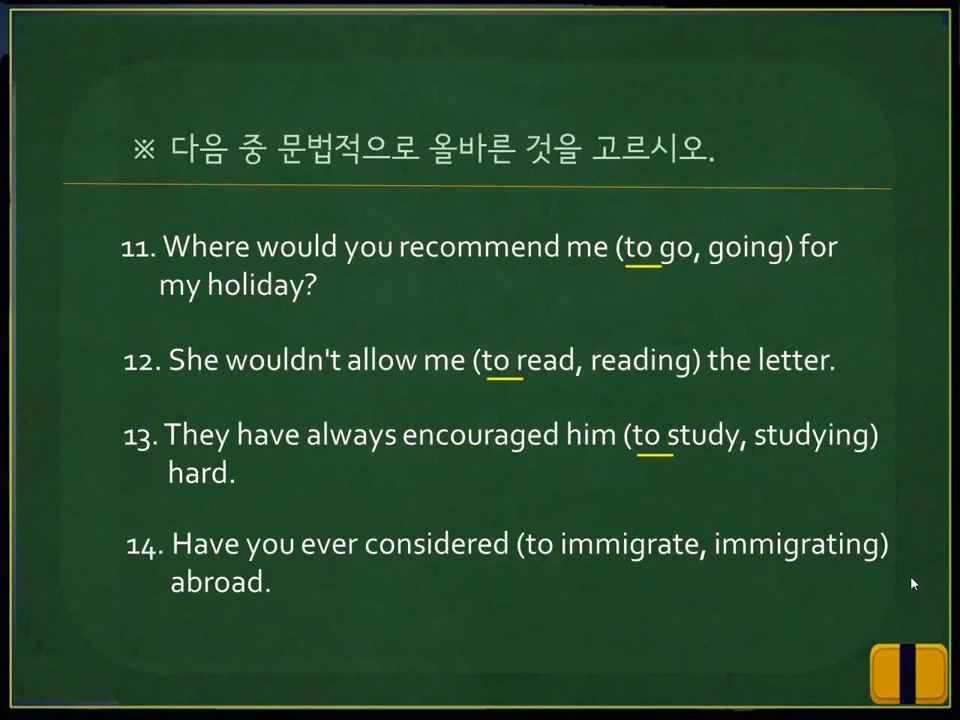 ※ 다음 중 문법적으로 올바른 것을 고르시오.
11. Where would you recommend me (to go, going) for
my holiday?
12. She wouldn't allow me (to read, reading) the letter.
13. They have always encouraged him (to study, studying)
hard.
14. Have you ever considered (to immigrate, immigrating)
abroad.